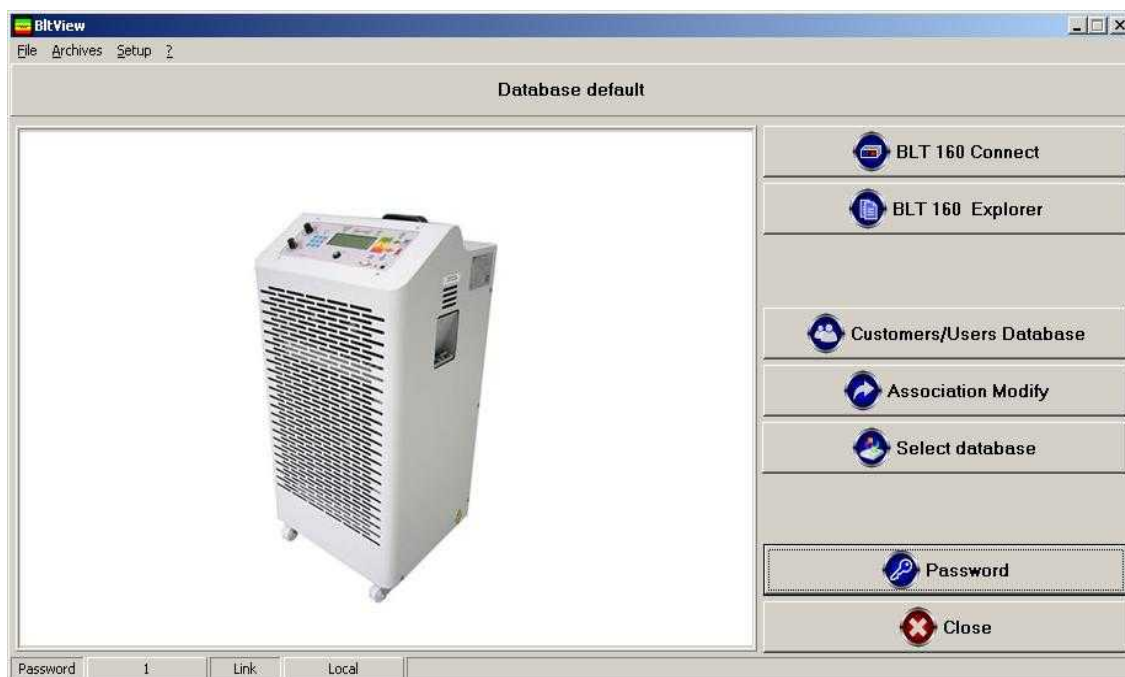 BltView
File Archives Setup ?
Database default
BLT 160 Connect
BLT 160 Explorer
Customers/Users Database
Association Modify
Select database
Password
Close
Password 1 Link Local